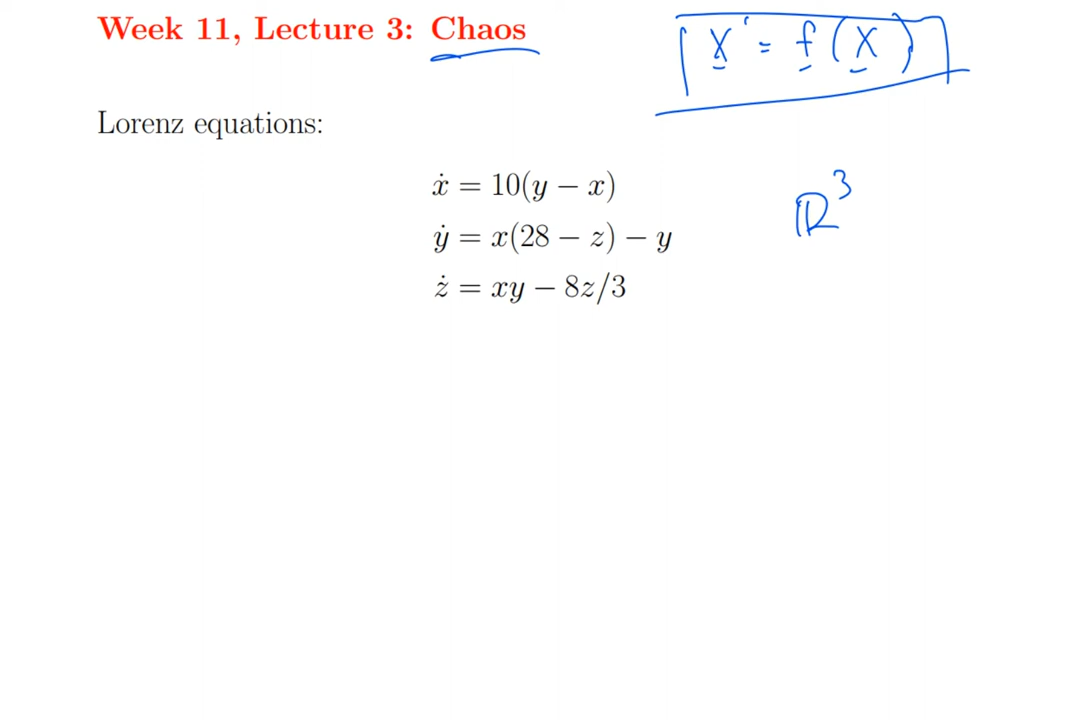 Week 11, Lecture 3: Chaos
X' = f(X)
Lorenz equations:
ẋ = 10(y − x)
ℝ³
ẏ = x(28 − z) − y
ż = xy − 8z/3